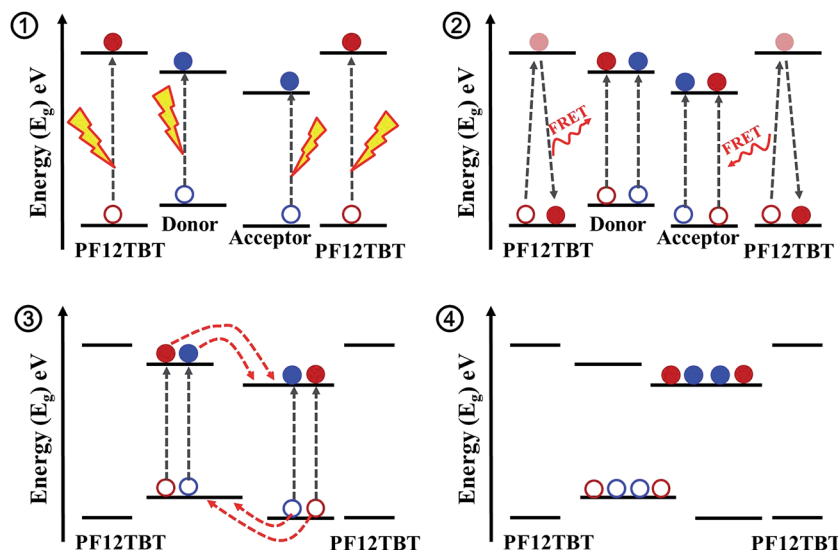 ①
Energy (Eg) eV
PF12TBT
Donor
Acceptor
PF12TBT
②
Energy (Eg) eV
FRET
FRET
PF12TBT
Donor
Acceptor
PF12TBT
③
Energy (Eg) eV
PF12TBT
PF12TBT
④
Energy (Eg) eV
PF12TBT
PF12TBT